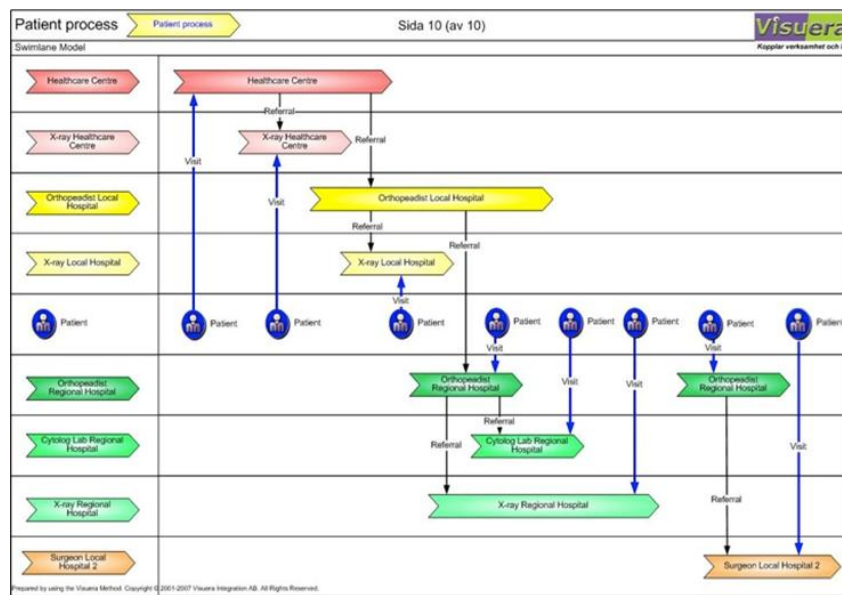 Patient process
Patient process
Sida 10 (av 10)
Visuera
Swimlane Model
Kopplar verksamhet och
Healthcare Centre
Healthcare Centre
Referral
X-ray Healthcare
Centre
X-ray Healthcare
Centre
Referral
Visit
Visit
Orthopeadist Local
Hospital
Orthopeadist Local Hospital
Referral
Referral
X-ray Local Hospital
X-ray Local Hospital
Visit
Patient
Patient
Patient
Patient
Patient
Patient
Patient
Patient
Patient
Visit
Visit
Orthopeadist
Regional Hospital
Orthopeadist
Regional Hospital
Visit
Visit
Orthopeadist
Regional Hospital
Referral
Cytolog Lab Regional
Hospital
Referral
Cytolog Lab Regional
Hospital
Visit
X-ray Regional
Hospital
X-ray Regional Hospital
Referral
Surgeon Local
Hospital 2
Surgeon Local Hospital 2
Prepared by using the Visuera Method. Copyright © 2001-2007 Visuera Integration AB. All Rights Reserved.